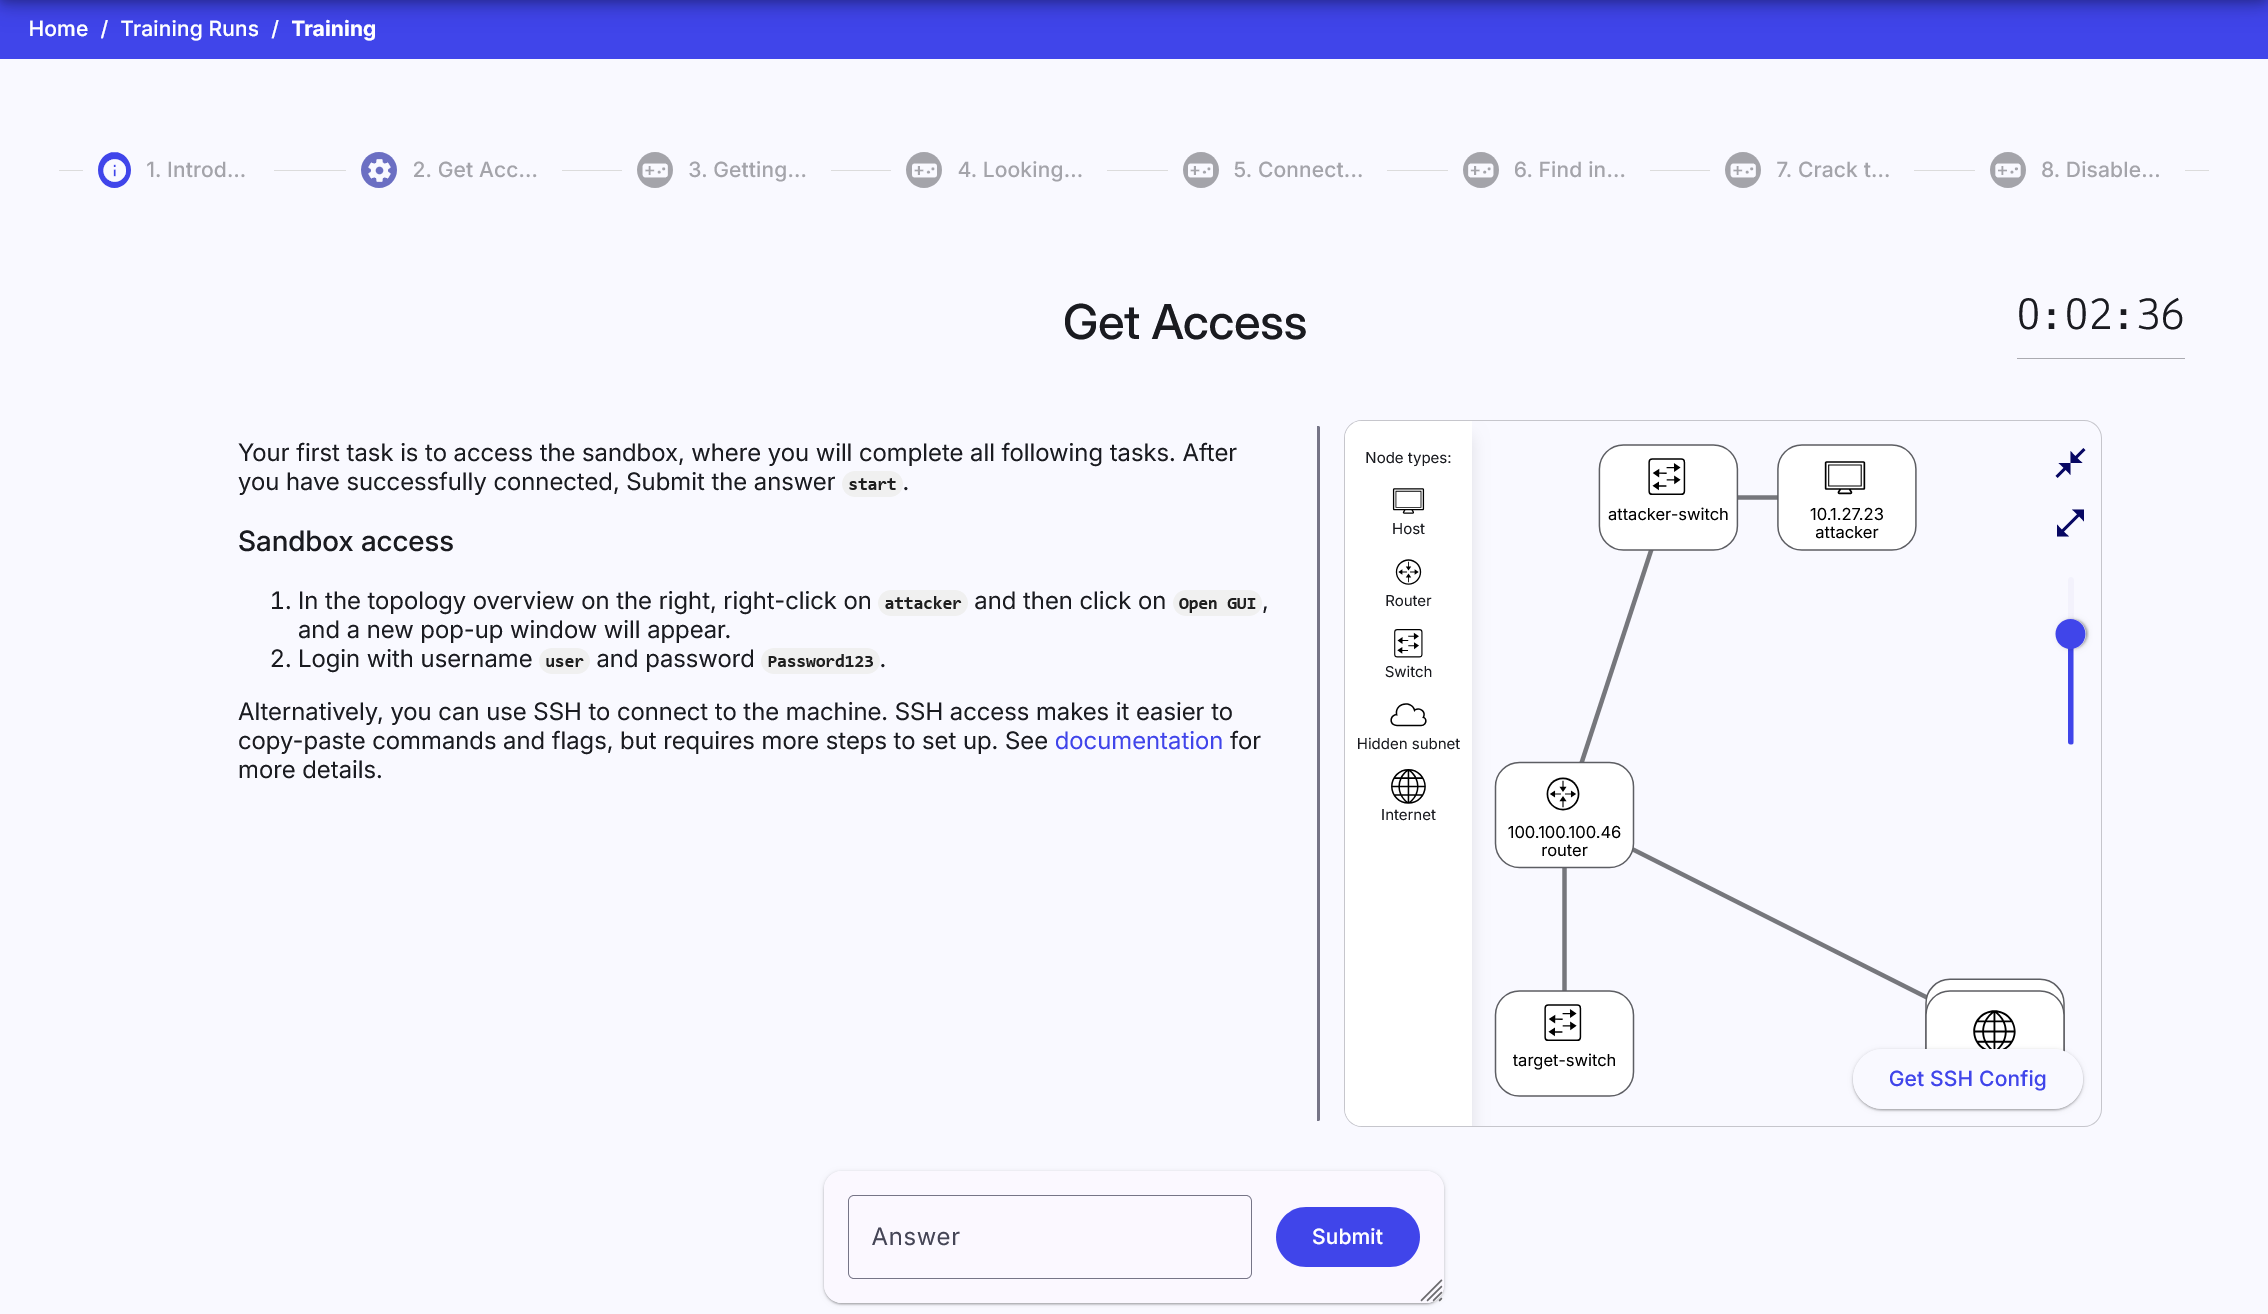 Home / Training Runs / Training
1. Introd...
2. Get Acc...
3. Getting...
4. Looking...
5. Connect...
6. Find in...
7. Crack t...
8. Disable...
Get Access
0:02:36
Your first task is to access the sandbox, where you will complete all following tasks. After
you have successfully connected, Submit the answer start.
Sandbox access
1. In the topology overview on the right, right-click on attacker and then click on Open GUI,
and a new pop-up window will appear.
2. Login with username user and password Password123.
Alternatively, you can use SSH to connect to the machine. SSH access makes it easier to
copy-paste commands and flags, but requires more steps to set up. See documentation for
more details.
Node types:
Host
Router
Switch
Hidden subnet
Internet
attacker-switch
10.1.27.23
attacker
100.100.100.46
router
target-switch
Get SSH Config
Answer
Submit